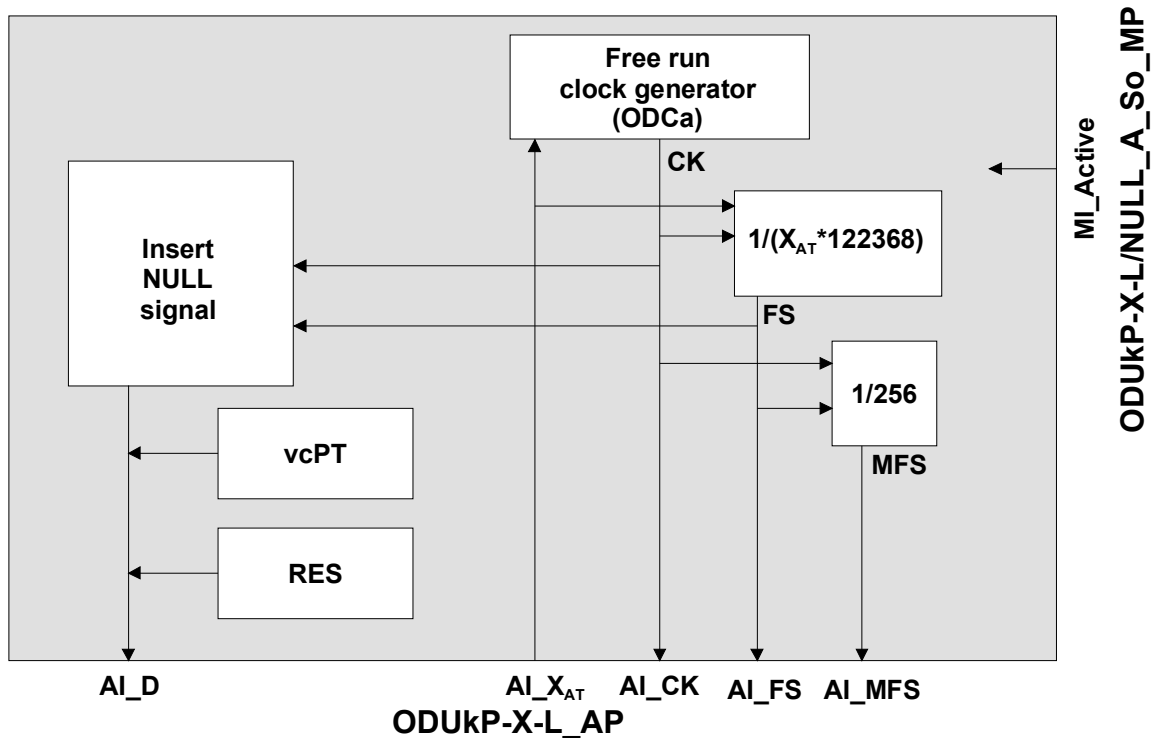 Free run
clock generator
(ODCa)
CK
Insert
NULL
signal
1/(X_AT*122368)
FS
1/256
MFS
vcPT
RES
AI_D
AI_X_AT
AI_CK
AI_FS
AI_MFS
ODUkP-X-L_AP
MI_Active
ODUkP-X-L/NULL_A_So_MP